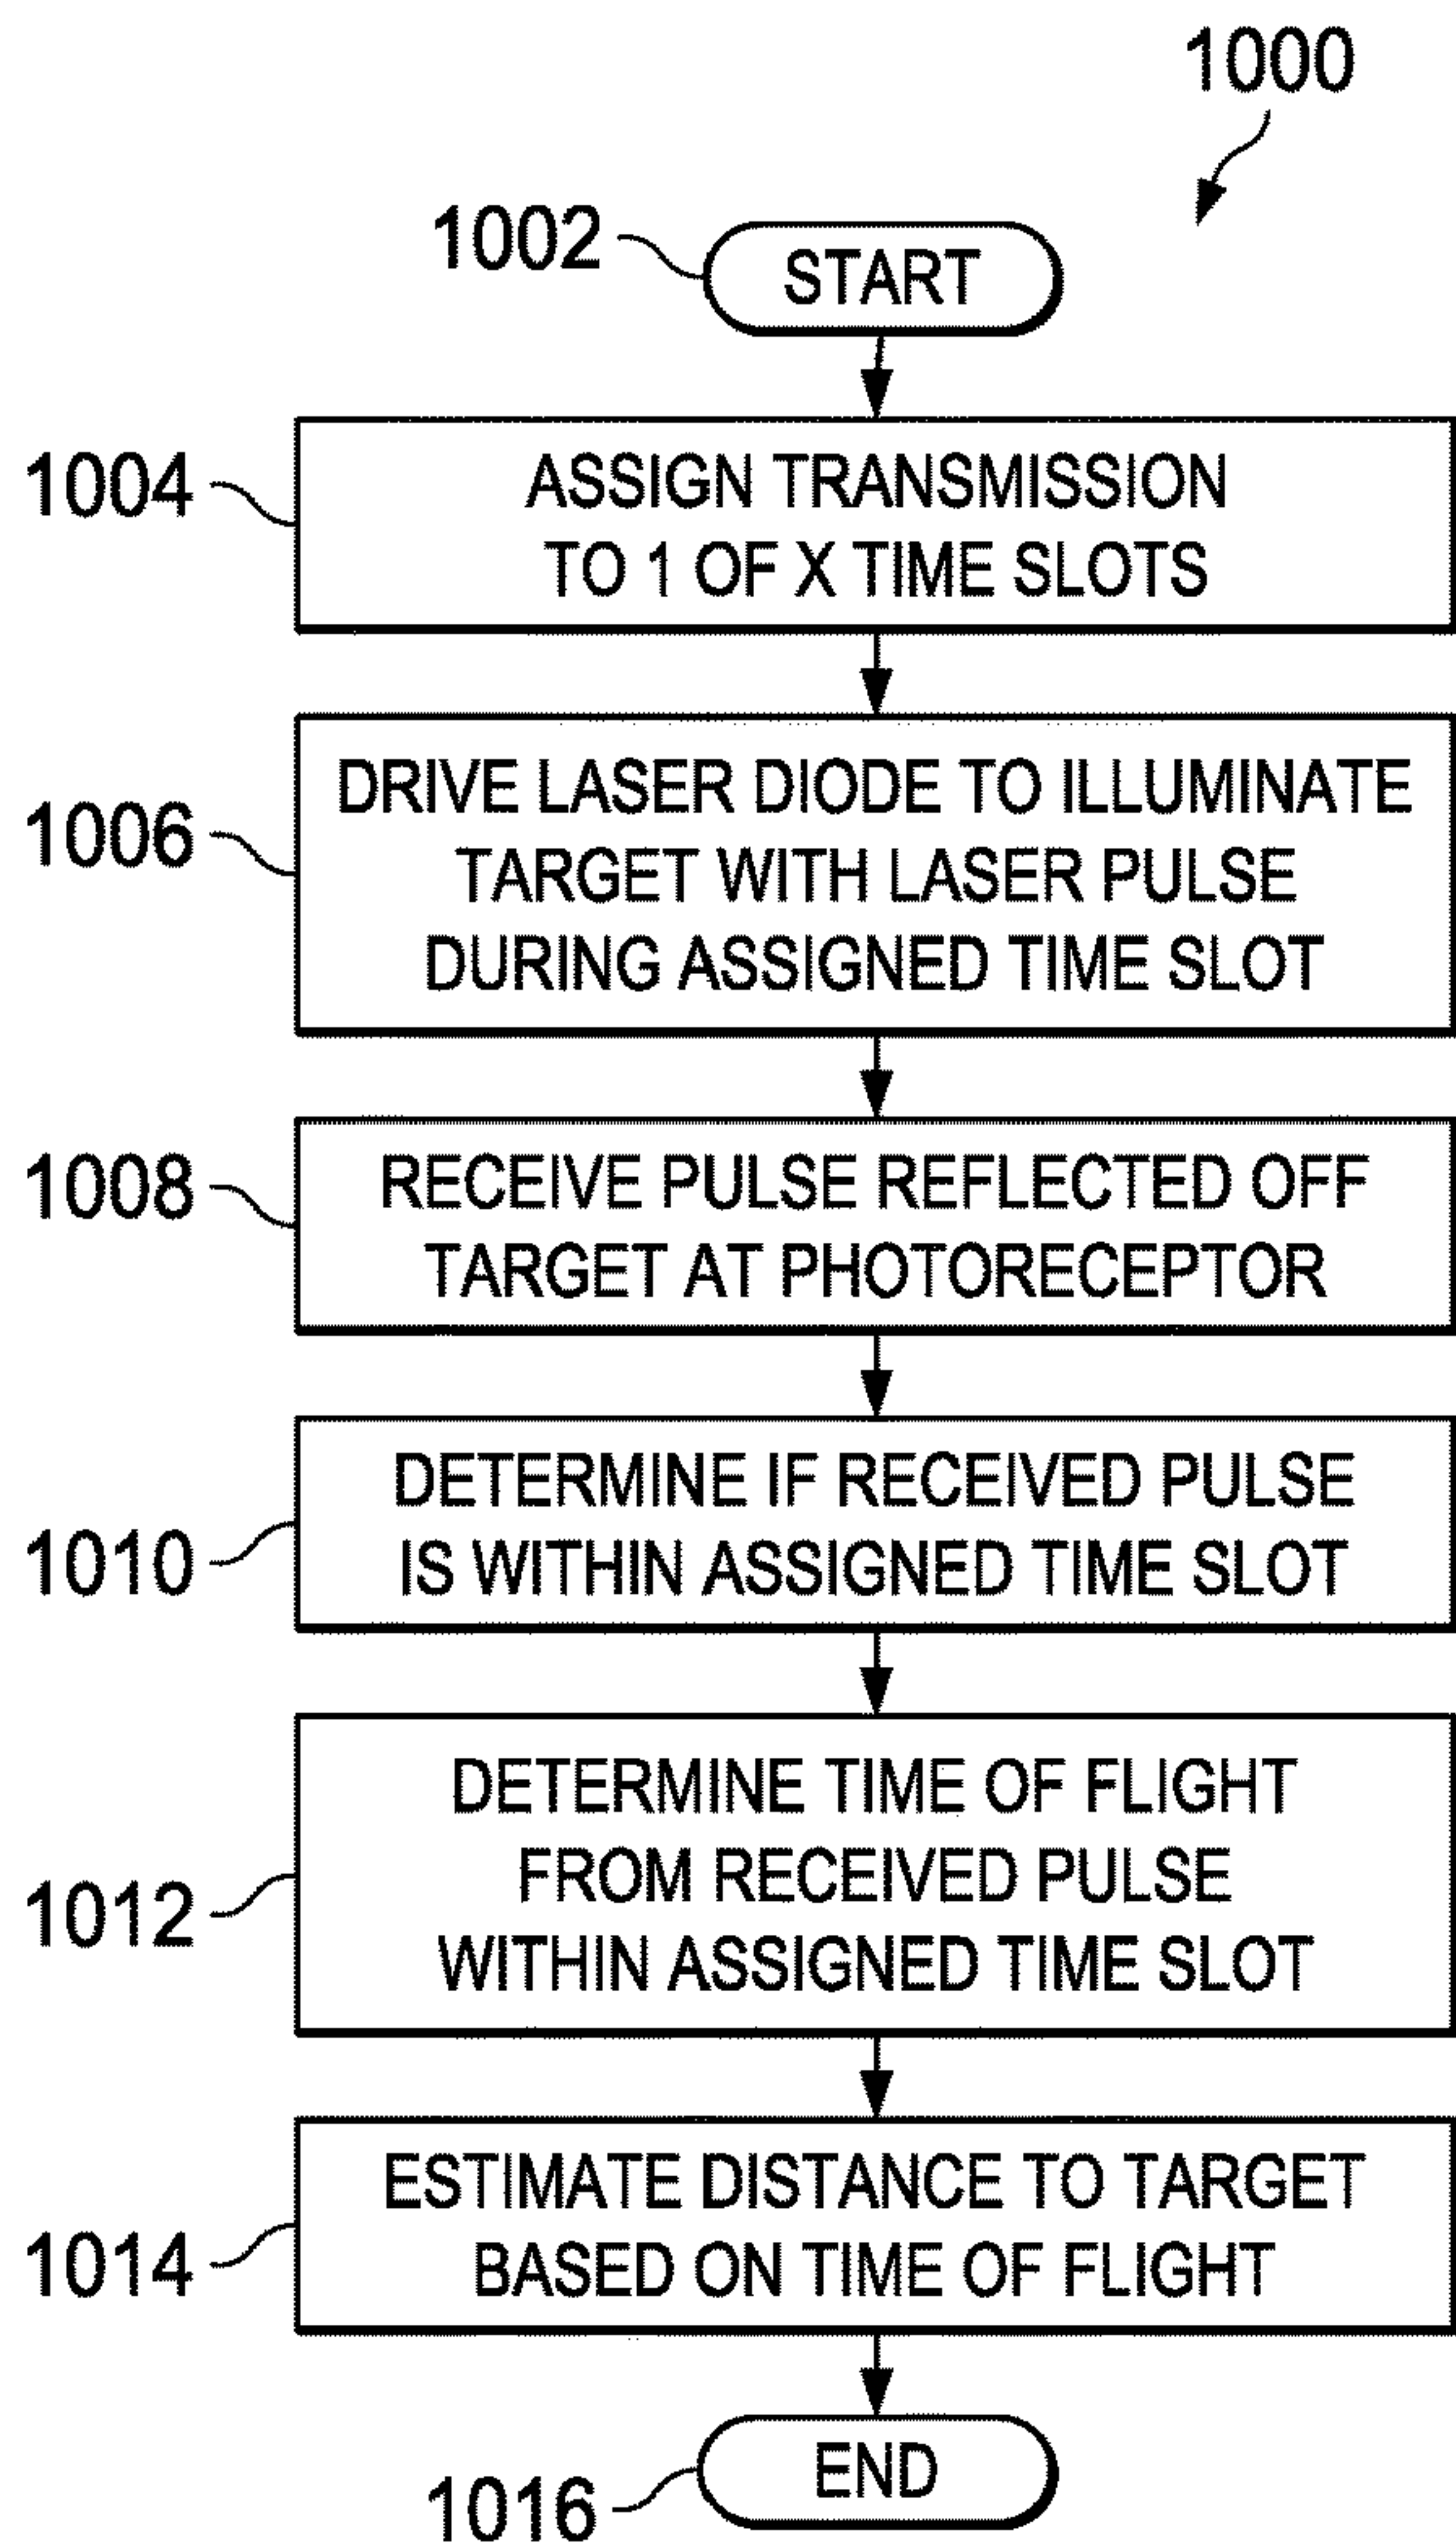 1000
1002
START
1004
ASSIGN TRANSMISSION
TO 1 OF X TIME SLOTS
1006
DRIVE LASER DIODE TO ILLUMINATE
TARGET WITH LASER PULSE
DURING ASSIGNED TIME SLOT
1008
RECEIVE PULSE REFLECTED OFF
TARGET AT PHOTORECEPTOR
1010
DETERMINE IF RECEIVED PULSE
IS WITHIN ASSIGNED TIME SLOT
1012
DETERMINE TIME OF FLIGHT
FROM RECEIVED PULSE
WITHIN ASSIGNED TIME SLOT
1014
ESTIMATE DISTANCE TO TARGET
BASED ON TIME OF FLIGHT
1016
END